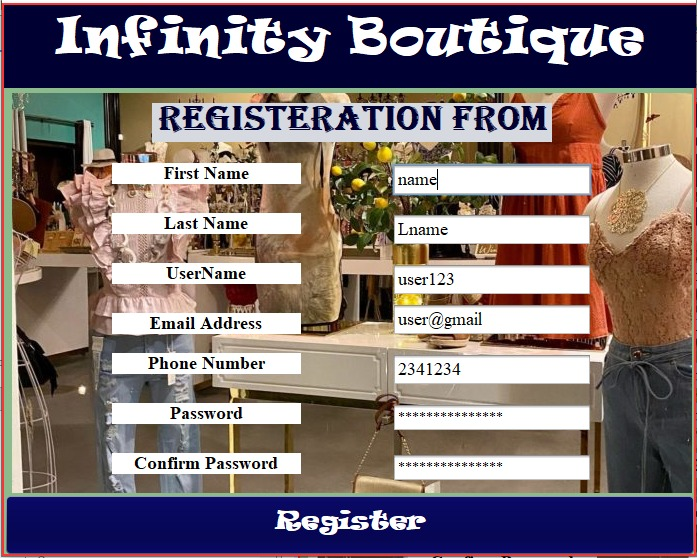 Infinity Boutique
REGISTERATION FROM
First Name
name
Last Name
Lname
UserName
user123
Email Address
user@gmail
Phone Number
2341234
Password
***************
Confirm Password
***************
Register